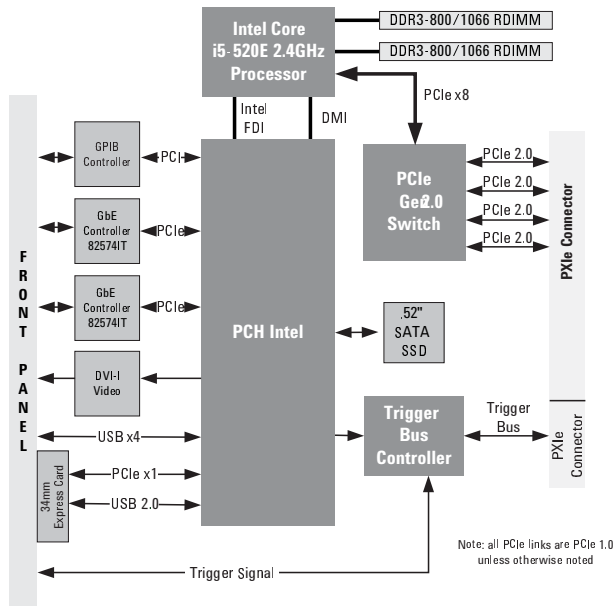 Intel Core
i5-520E 2.4GHz
Processor
DDR3-800/1066 RDIMM
DDR3-800/1066 RDIMM
PCIe x8
Intel
FDI
DMI
GPIB
Controller
PCI
PCIe
Gen2.0
Switch
PCIe 2.0
PCIe 2.0
PCIe 2.0
PCIe 2.0
PXIe Connector
GbE
Controller
82574IT
PCIe
GbE
Controller
82574IT
PCIe
FRONT PANEL
PCH Intel
.52"
SATA
SSD
DVI-I
Video
USB x4
Trigger
Bus
Controller
Trigger
Bus
PXIe
Connector
34mm
Express Card
PCIe x1
USB 2.0
Trigger Signal
Note: all PCIe links are PCIe 1.0
unless otherwise noted